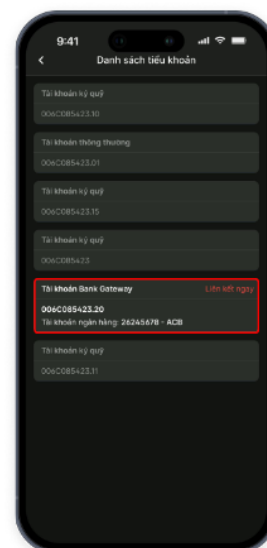 9:41
Danh sách tiểu khoản
Tài khoản ký quỹ
006C085423.10
Tài khoản thông thường
006C085423.01
Tài khoản ký quỹ
006C085423.15
Tài khoản ký quỹ
006C085423
Tài khoản Bank Gateway Liên kết ngay
006C085423.20
Tài khoản ngân hàng: 26245678 - ACB
Tài khoản ký quỹ
006C085423.11